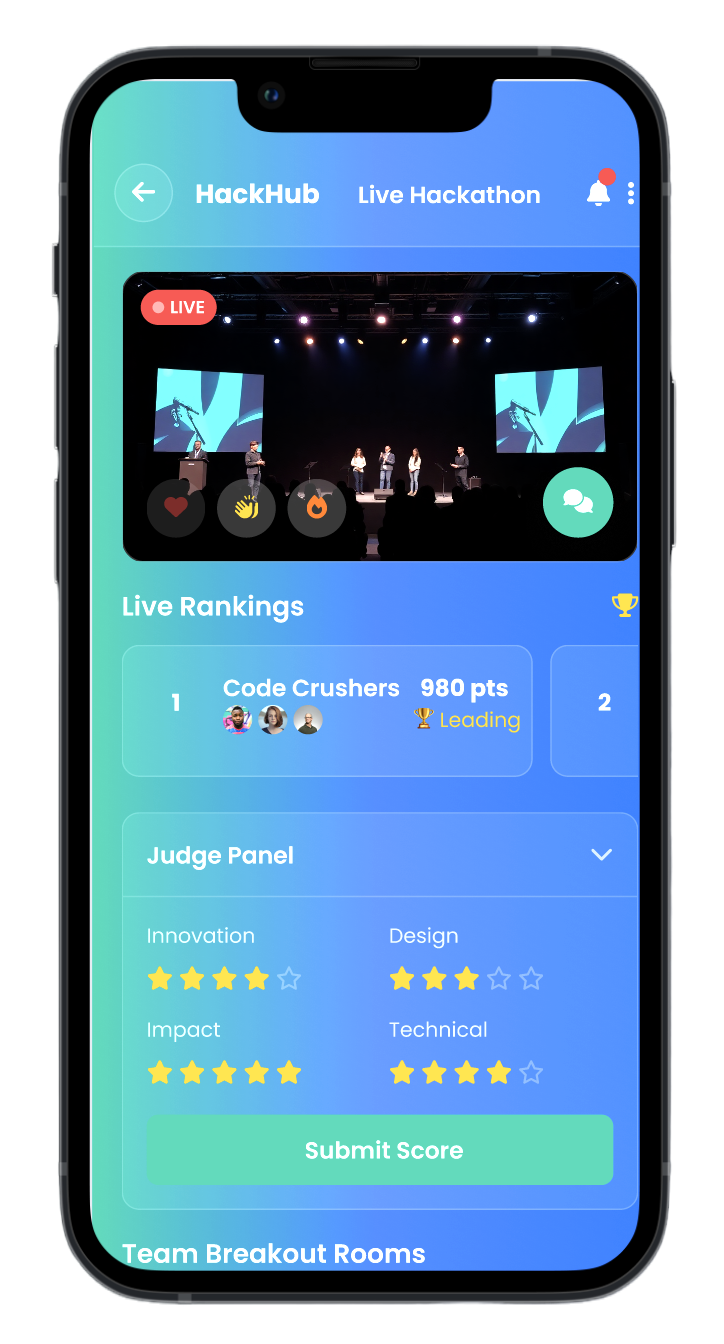 HackHub Live Hackathon
LIVE
Live Rankings
1 Code Crushers 980 pts 2
🏆 Leading
Judge Panel
Innovation Design
Impact Technical
Submit Score
Team Breakout Rooms